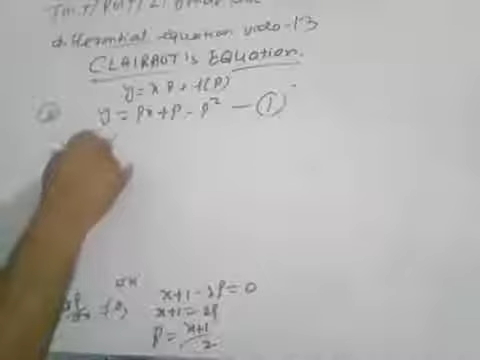 differential equation video-13
CLAIRAUT'S EQUATION.
y = xp + f(p)
y = px + p - p² — ①
x+1 - 2p = 0
x+1 = 2p
p = x+1/2